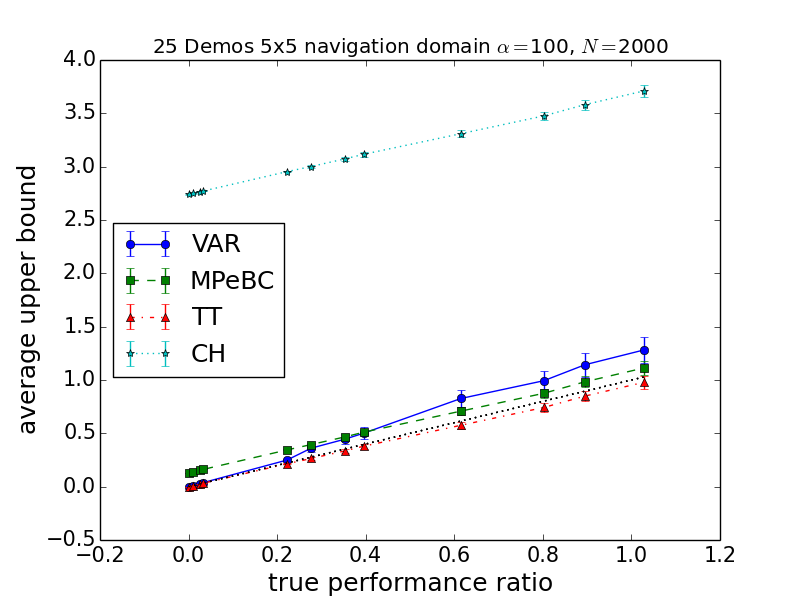 25 Demos 5x5 navigation domain α=100, N=2000
average upper bound
4.0
3.5
3.0
2.5
2.0
1.5
1.0
0.5
0.0
−0.5
VAR
MPeBC
TT
CH
−0.2 0.0 0.2 0.4 0.6 0.8 1.0 1.2
true performance ratio